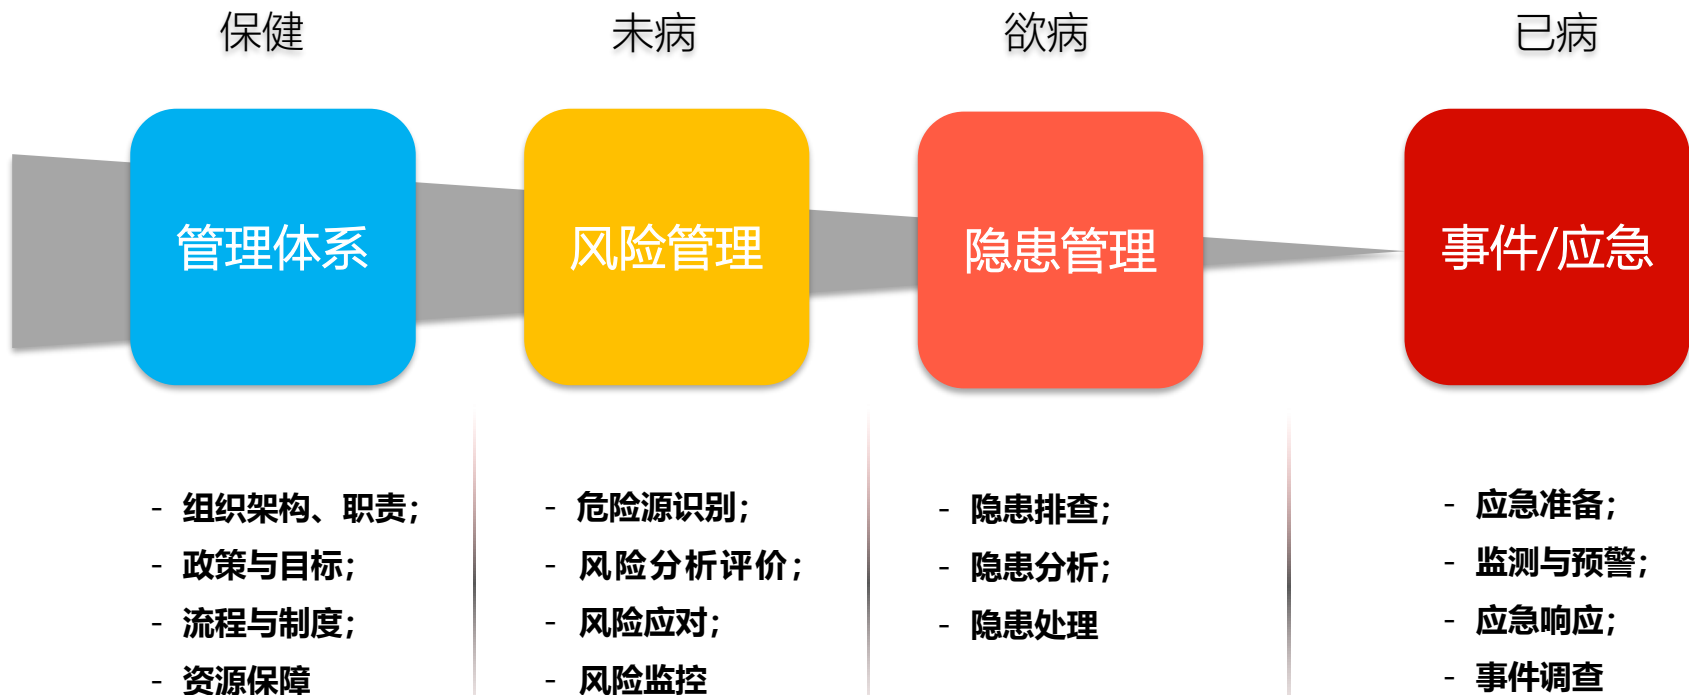 保健
未病
欲病
已病
管理体系
风险管理
隐患管理
事件/应急
- 组织架构、职责；
- 政策与目标；
- 流程与制度；
- 资源保障
- 危险源识别；
- 风险分析评价；
- 风险应对；
- 风险监控
- 隐患排查；
- 隐患分析；
- 隐患处理
- 应急准备；
- 监测与预警；
- 应急响应；
- 事件调查